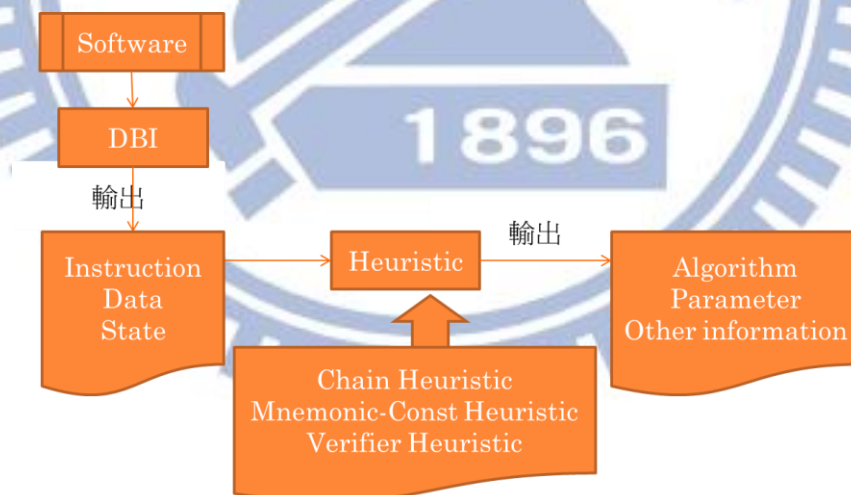 Software
DBI
輸出
Instruction
Data
State
Heuristic
輸出
Algorithm
Parameter
Other information
Chain Heuristic
Mnemonic-Const Heuristic
Verifier Heuristic
1896